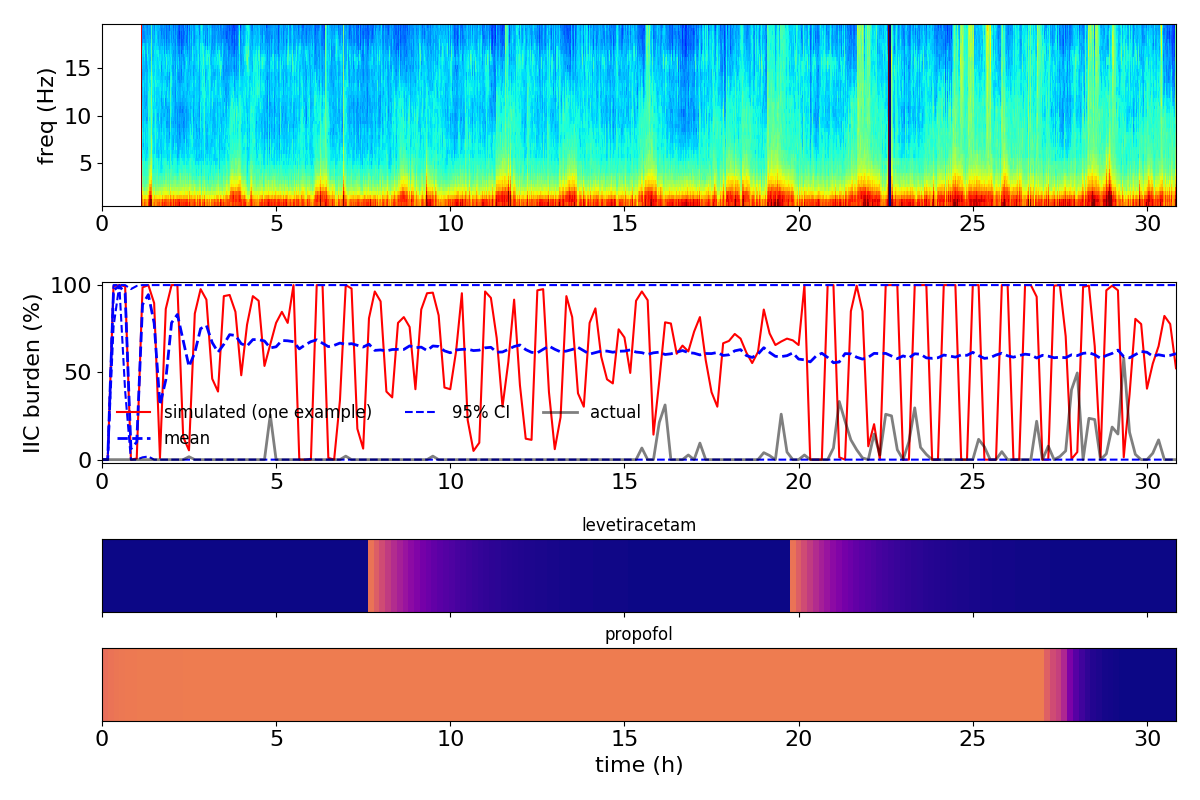 freq (Hz)
15
10
5
0 5 10 15 20 25 30
IIC burden (%)
100
50
0
simulated (one example) 95% CI actual
mean
0 5 10 15 20 25 30
levetiracetam
propofol
0 5 10 15 20 25 30
time (h)